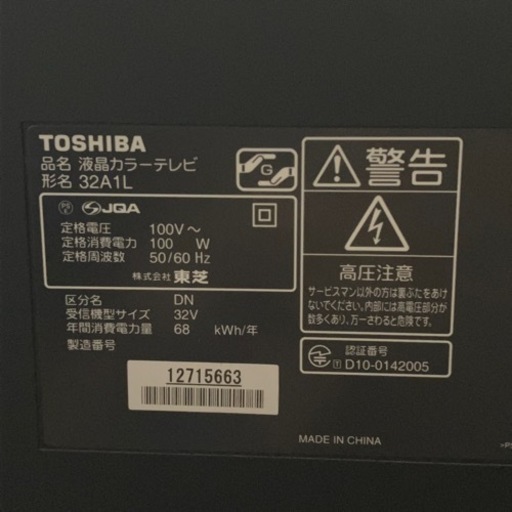 TOSHIBA
品名 液晶カラーテレビ
形名 32A1L
G
PS
E
JQA
定格電圧 100V～
定格消費電力 100 W
定格周波数 50/60 Hz
株式会社 東芝
区分名 DN
受信機型サイズ 32V
年間消費電力量 68 kWh/年
製造番号
12715663
警告
高圧注意
サービスマン以外の方は裏ぶたをあけ
ないでください。内部には高電圧部分が
数多くあり、万一さわると危険です。
認証番号
T D10-0142005
MADE IN CHINA